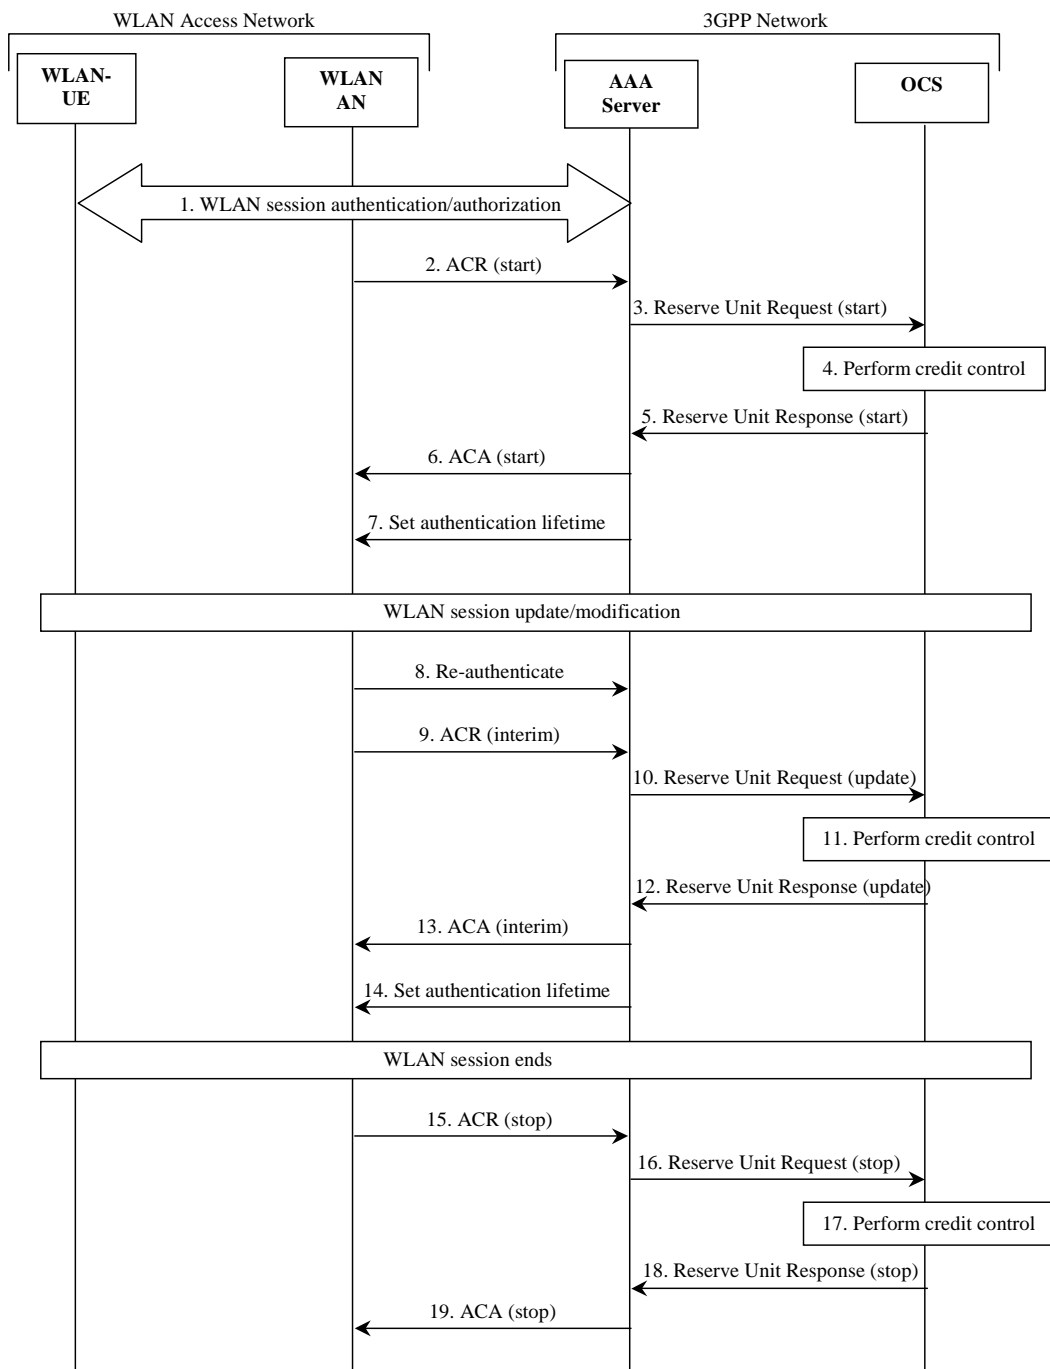 WLAN Access Network
3GPP Network
WLAN-
UE
WLAN
AN
AAA
Server
OCS
1. WLAN session authentication/authorization
2. ACR (start)
3. Reserve Unit Request (start)
4. Perform credit control
5. Reserve Unit Response (start)
6. ACA (start)
7. Set authentication lifetime
WLAN session update/modification
8. Re-authenticate
9. ACR (interim)
10. Reserve Unit Request (update)
11. Perform credit control
12. Reserve Unit Response (update)
13. ACA (interim)
14. Set authentication lifetime
WLAN session ends
15. ACR (stop)
16. Reserve Unit Request (stop)
17. Perform credit control
18. Reserve Unit Response (stop)
19. ACA (stop)